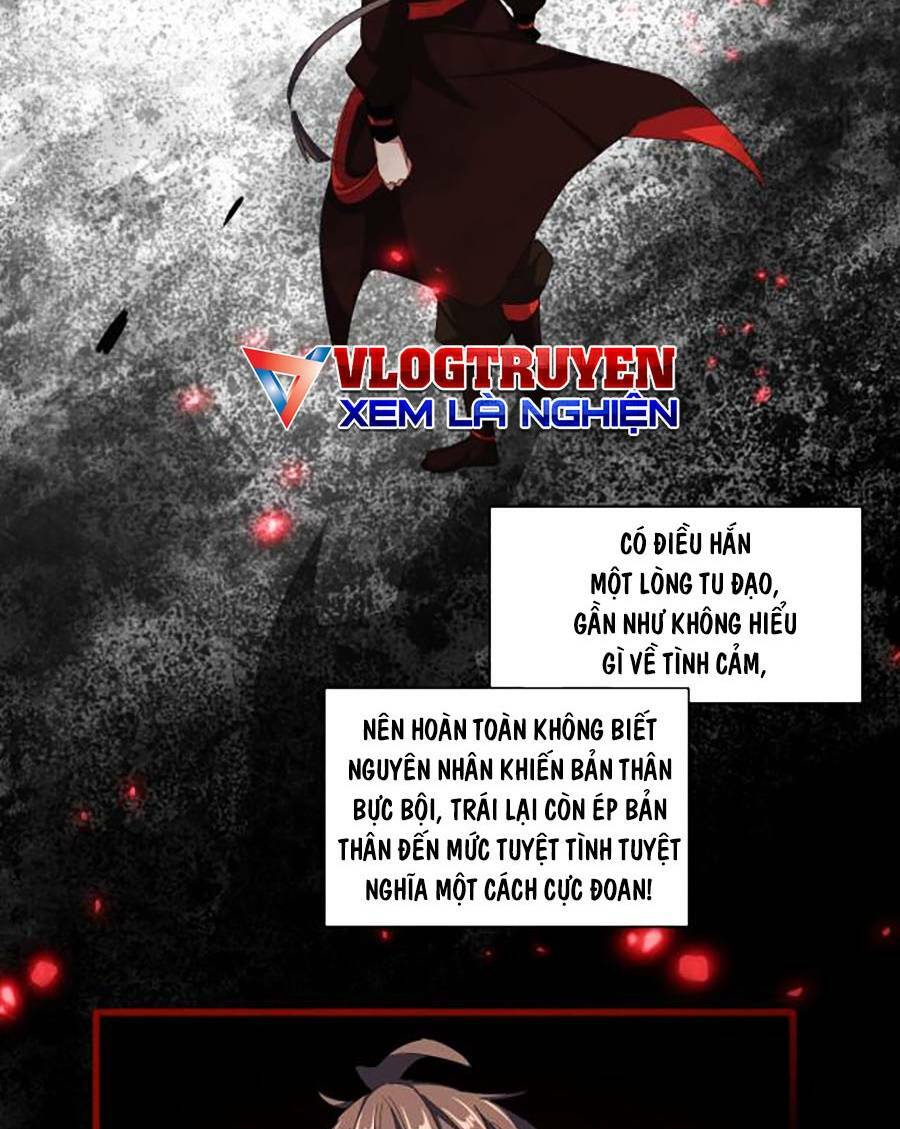 VLOGTRUYEN
XEM LÀ NGHIỆN
CÓ ĐIỀU HẮN
MỘT LÒNG TU ĐẠO,
GẦN NHƯ KHÔNG HIỂU
GÌ VỀ TÌNH CẢM,
NÊN HOÀN TOÀN KHÔNG BIẾT
NGUYÊN NHÂN KHIẾN BẢN THÂN
BỰC BỘI, TRÁI LẠI CÒN ÉP BẢN
THÂN ĐẾN MỨC TUYỆT TÌNH TUYỆT
NGHĨA MỘT CÁCH CỰC ĐOAN!